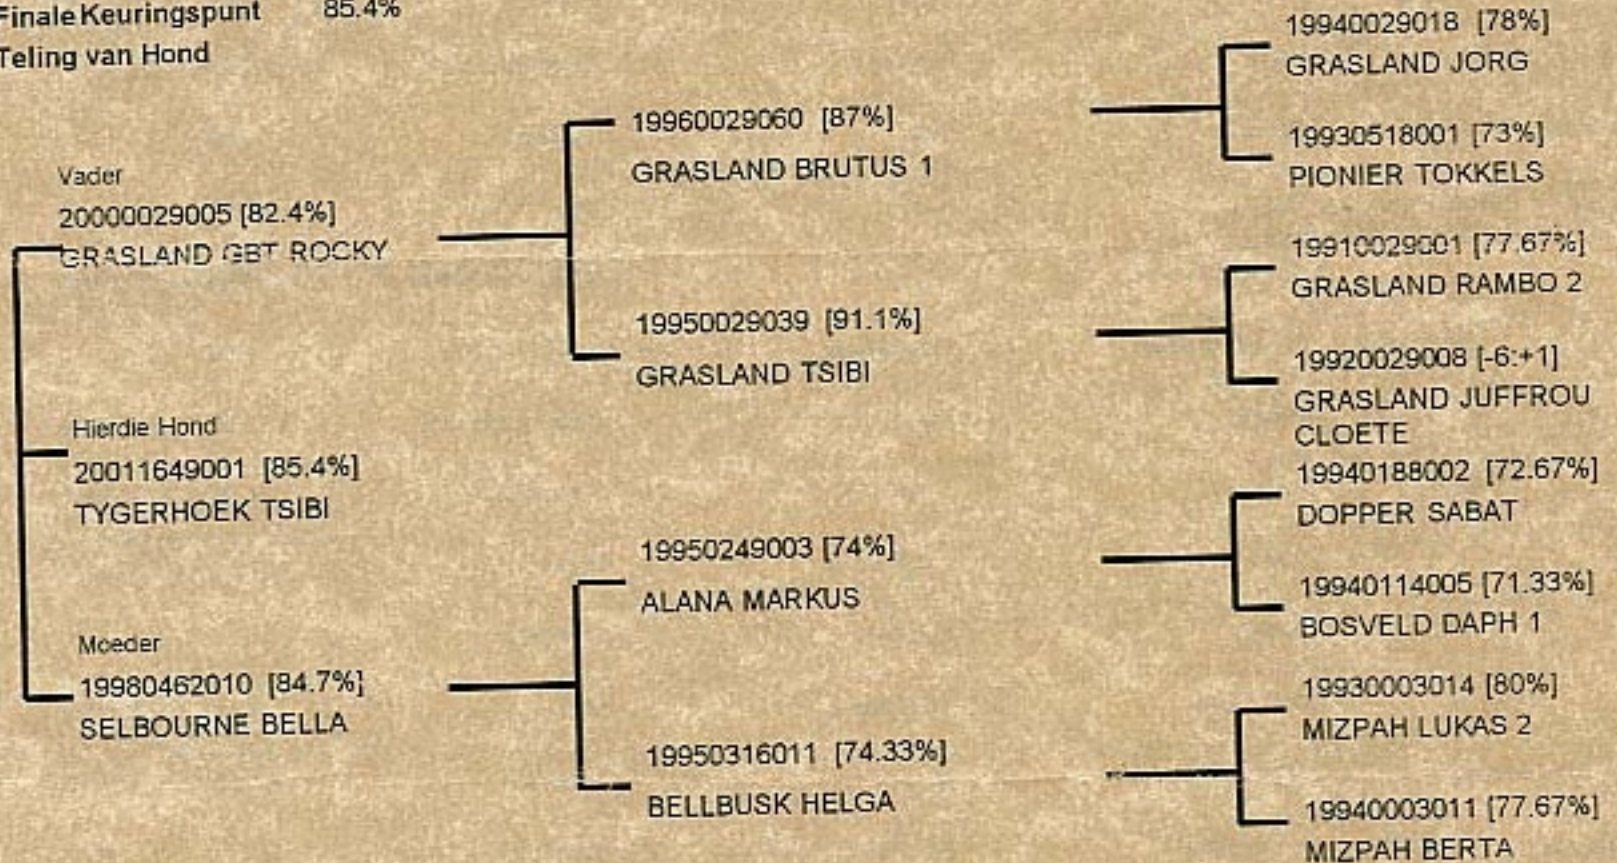 Finale Keuringspunt 85.4%
Teling van Hond
Vader
20000029005 [82.4%]
GRASLAND GBT ROCKY
Hierdie Hond
20011649001 [85.4%]
TYGERHOEK TSIBI
Moeder
19980462010 [84.7%]
SELBOURNE BELLA
19960029060 [87%]
GRASLAND BRUTUS 1
19950029039 [91.1%]
GRASLAND TSIBI
19950249003 [74%]
ALANA MARKUS
19950316011 [74.33%]
BELLBUSK HELGA
19940029018 [78%]
GRASLAND JORG
19930518001 [73%]
PIONIER TOKKELS
19910029001 [77.67%]
GRASLAND RAMBO 2
19920029008 [-6:+1]
GRASLAND JUFFROU
CLOETE
19940188002 [72.67%]
DOPPER SABAT
19940114005 [71.33%]
BOSVELD DAPH 1
19930003014 [80%]
MIZPAH LUKAS 2
19940003011 [77.67%]
MIZPAH BERTA